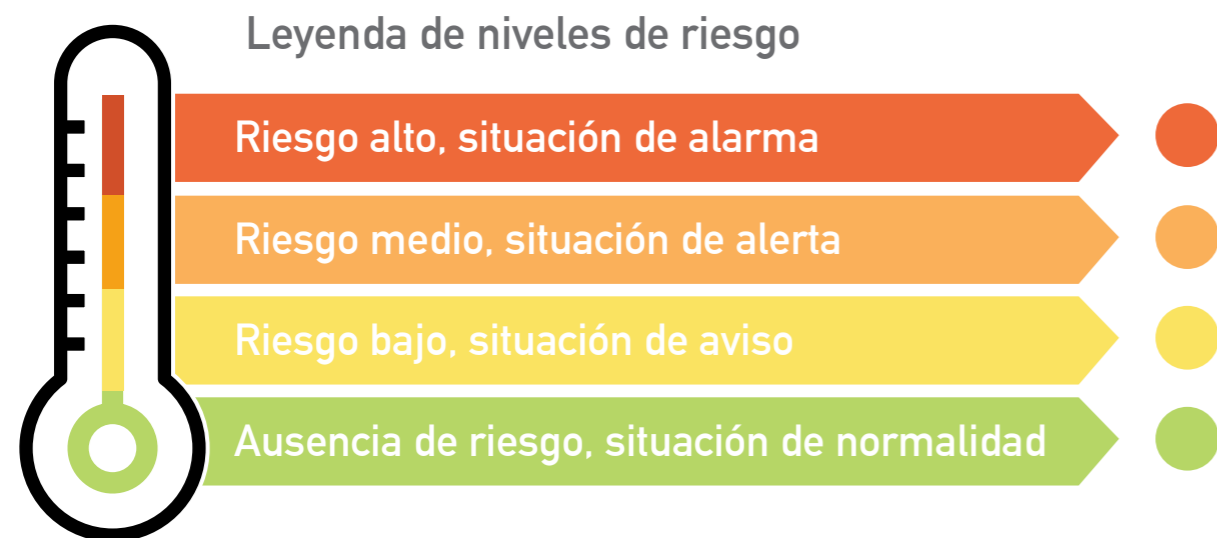 Leyenda de niveles de riesgo
Riesgo alto, situación de alarma
Riesgo medio, situación de alerta
Riesgo bajo, situación de aviso
Ausencia de riesgo, situación de normalidad